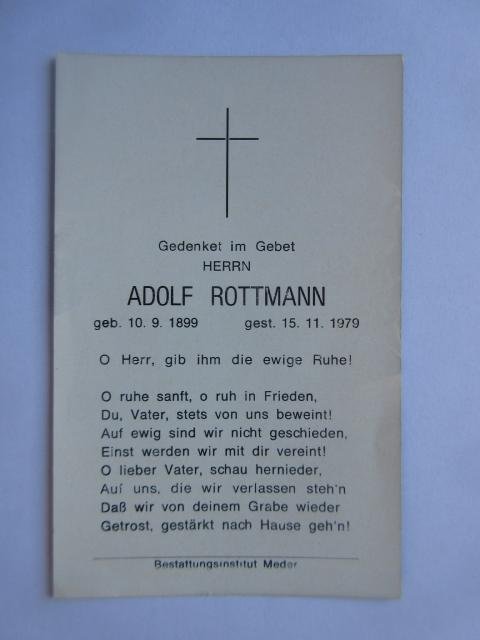 Gedenket im Gebet
HERRN
ADOLF ROTTMANN
geb. 10. 9. 1899 gest. 15. 11. 1979
O Herr, gib ihm die ewige Ruhe!
O ruhe sanft, o ruh in Frieden,
Du, Vater, stets von uns beweint!
Auf ewig sind wir nicht geschieden,
Einst werden wir mit dir vereint!
O lieber Vater, schau hernieder,
Auf uns, die wir verlassen steh'n
Daß wir von deinem Grabe wieder
Getrost, gestärkt nach Hause geh'n!
Bestattungsinstitut Meder